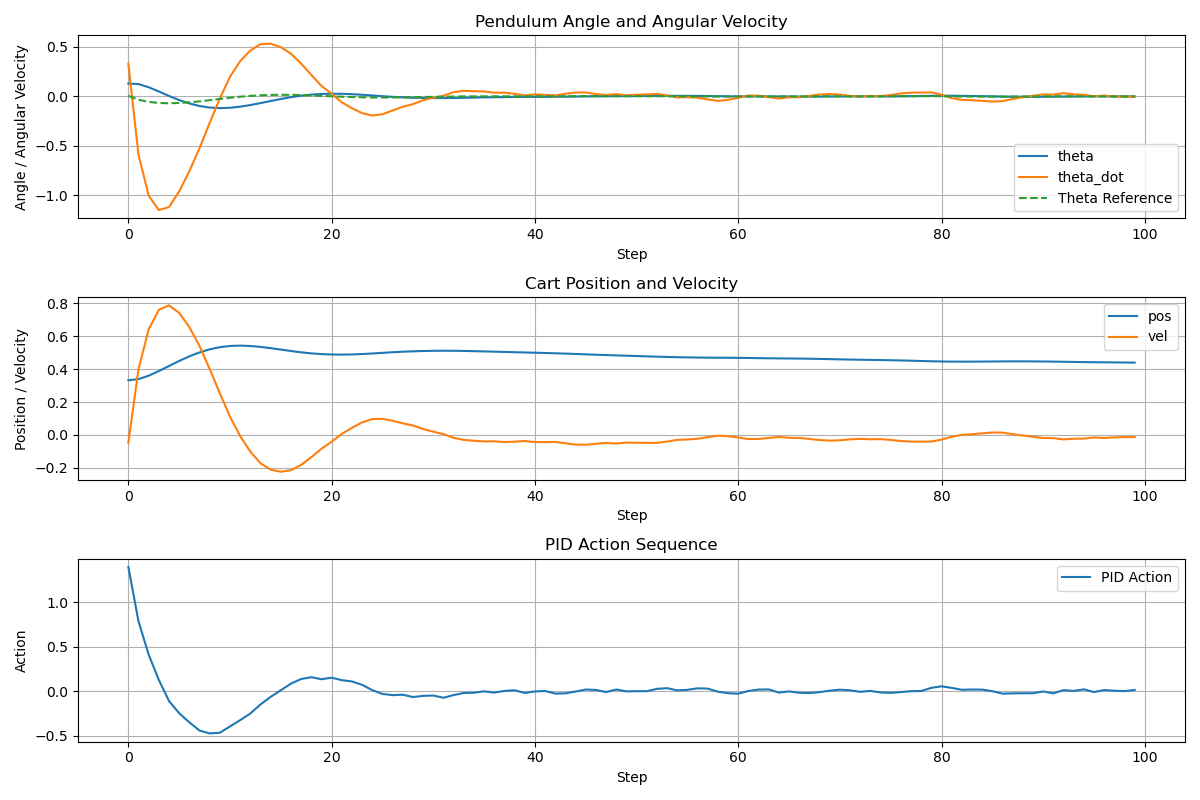 Pendulum Angle and Angular Velocity
Angle / Angular Velocity
0.5
0.0
−0.5
−1.0
theta
theta_dot
Theta Reference
0 20 40 60 80 100
Step
Cart Position and Velocity
Position / Velocity
0.8
0.6
0.4
0.2
0.0
−0.2
pos
vel
0 20 40 60 80 100
Step
PID Action Sequence
Action
1.0
0.5
0.0
−0.5
PID Action
0 20 40 60 80 100
Step